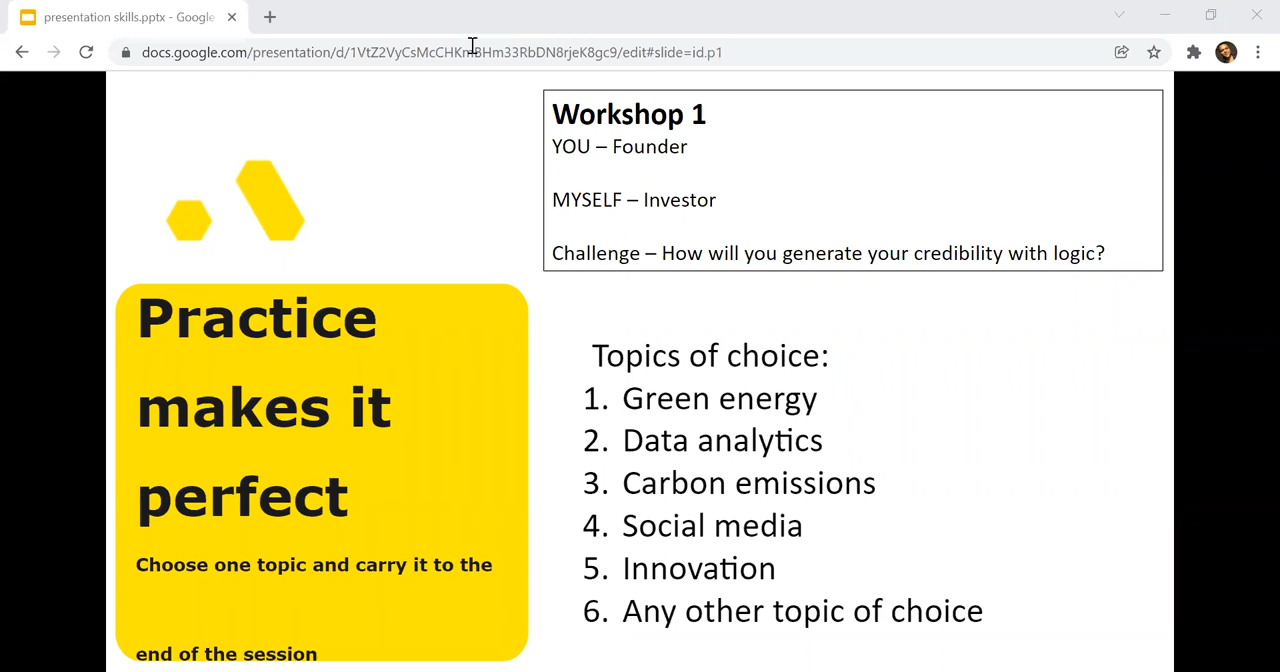 presentation skills.pptx - Google
docs.google.com/presentation/d/1VtZ2VyCsMcCHKmBHm33RbDN8rjeK8gc9/edit#slide=id.p1
Workshop 1
YOU – Founder
MYSELF – Investor
Challenge – How will you generate your credibility with logic?
Practice
makes it
perfect
Choose one topic and carry it to the
end of the session
Topics of choice:
1. Green energy
2. Data analytics
3. Carbon emissions
4. Social media
5. Innovation
6. Any other topic of choice